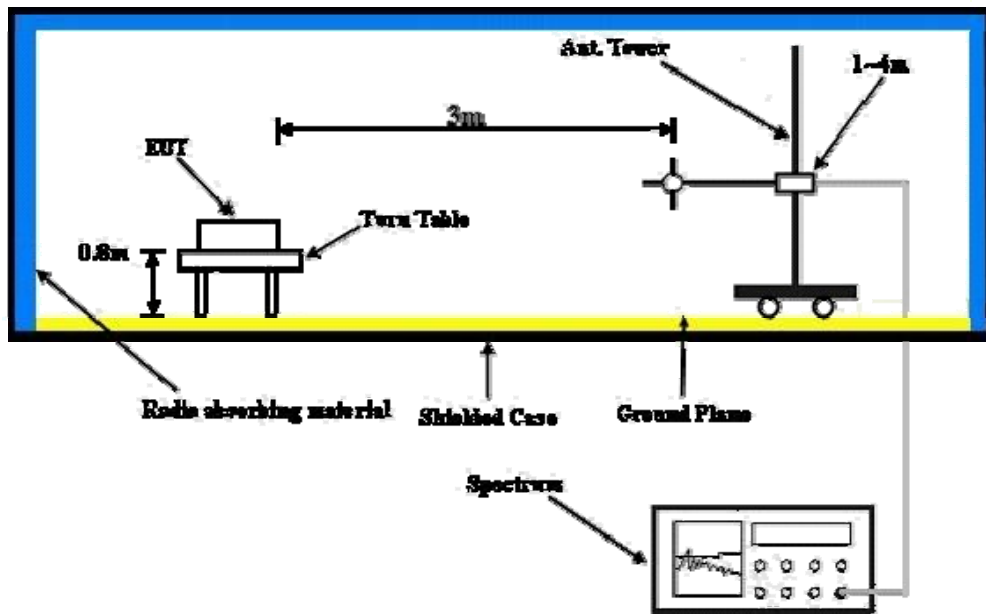 Ant. Tower
1~4m
3m
EUT
Turn Table
0.8m
Radio absorbing material
Shielded Case
Ground Plane
Spectrum